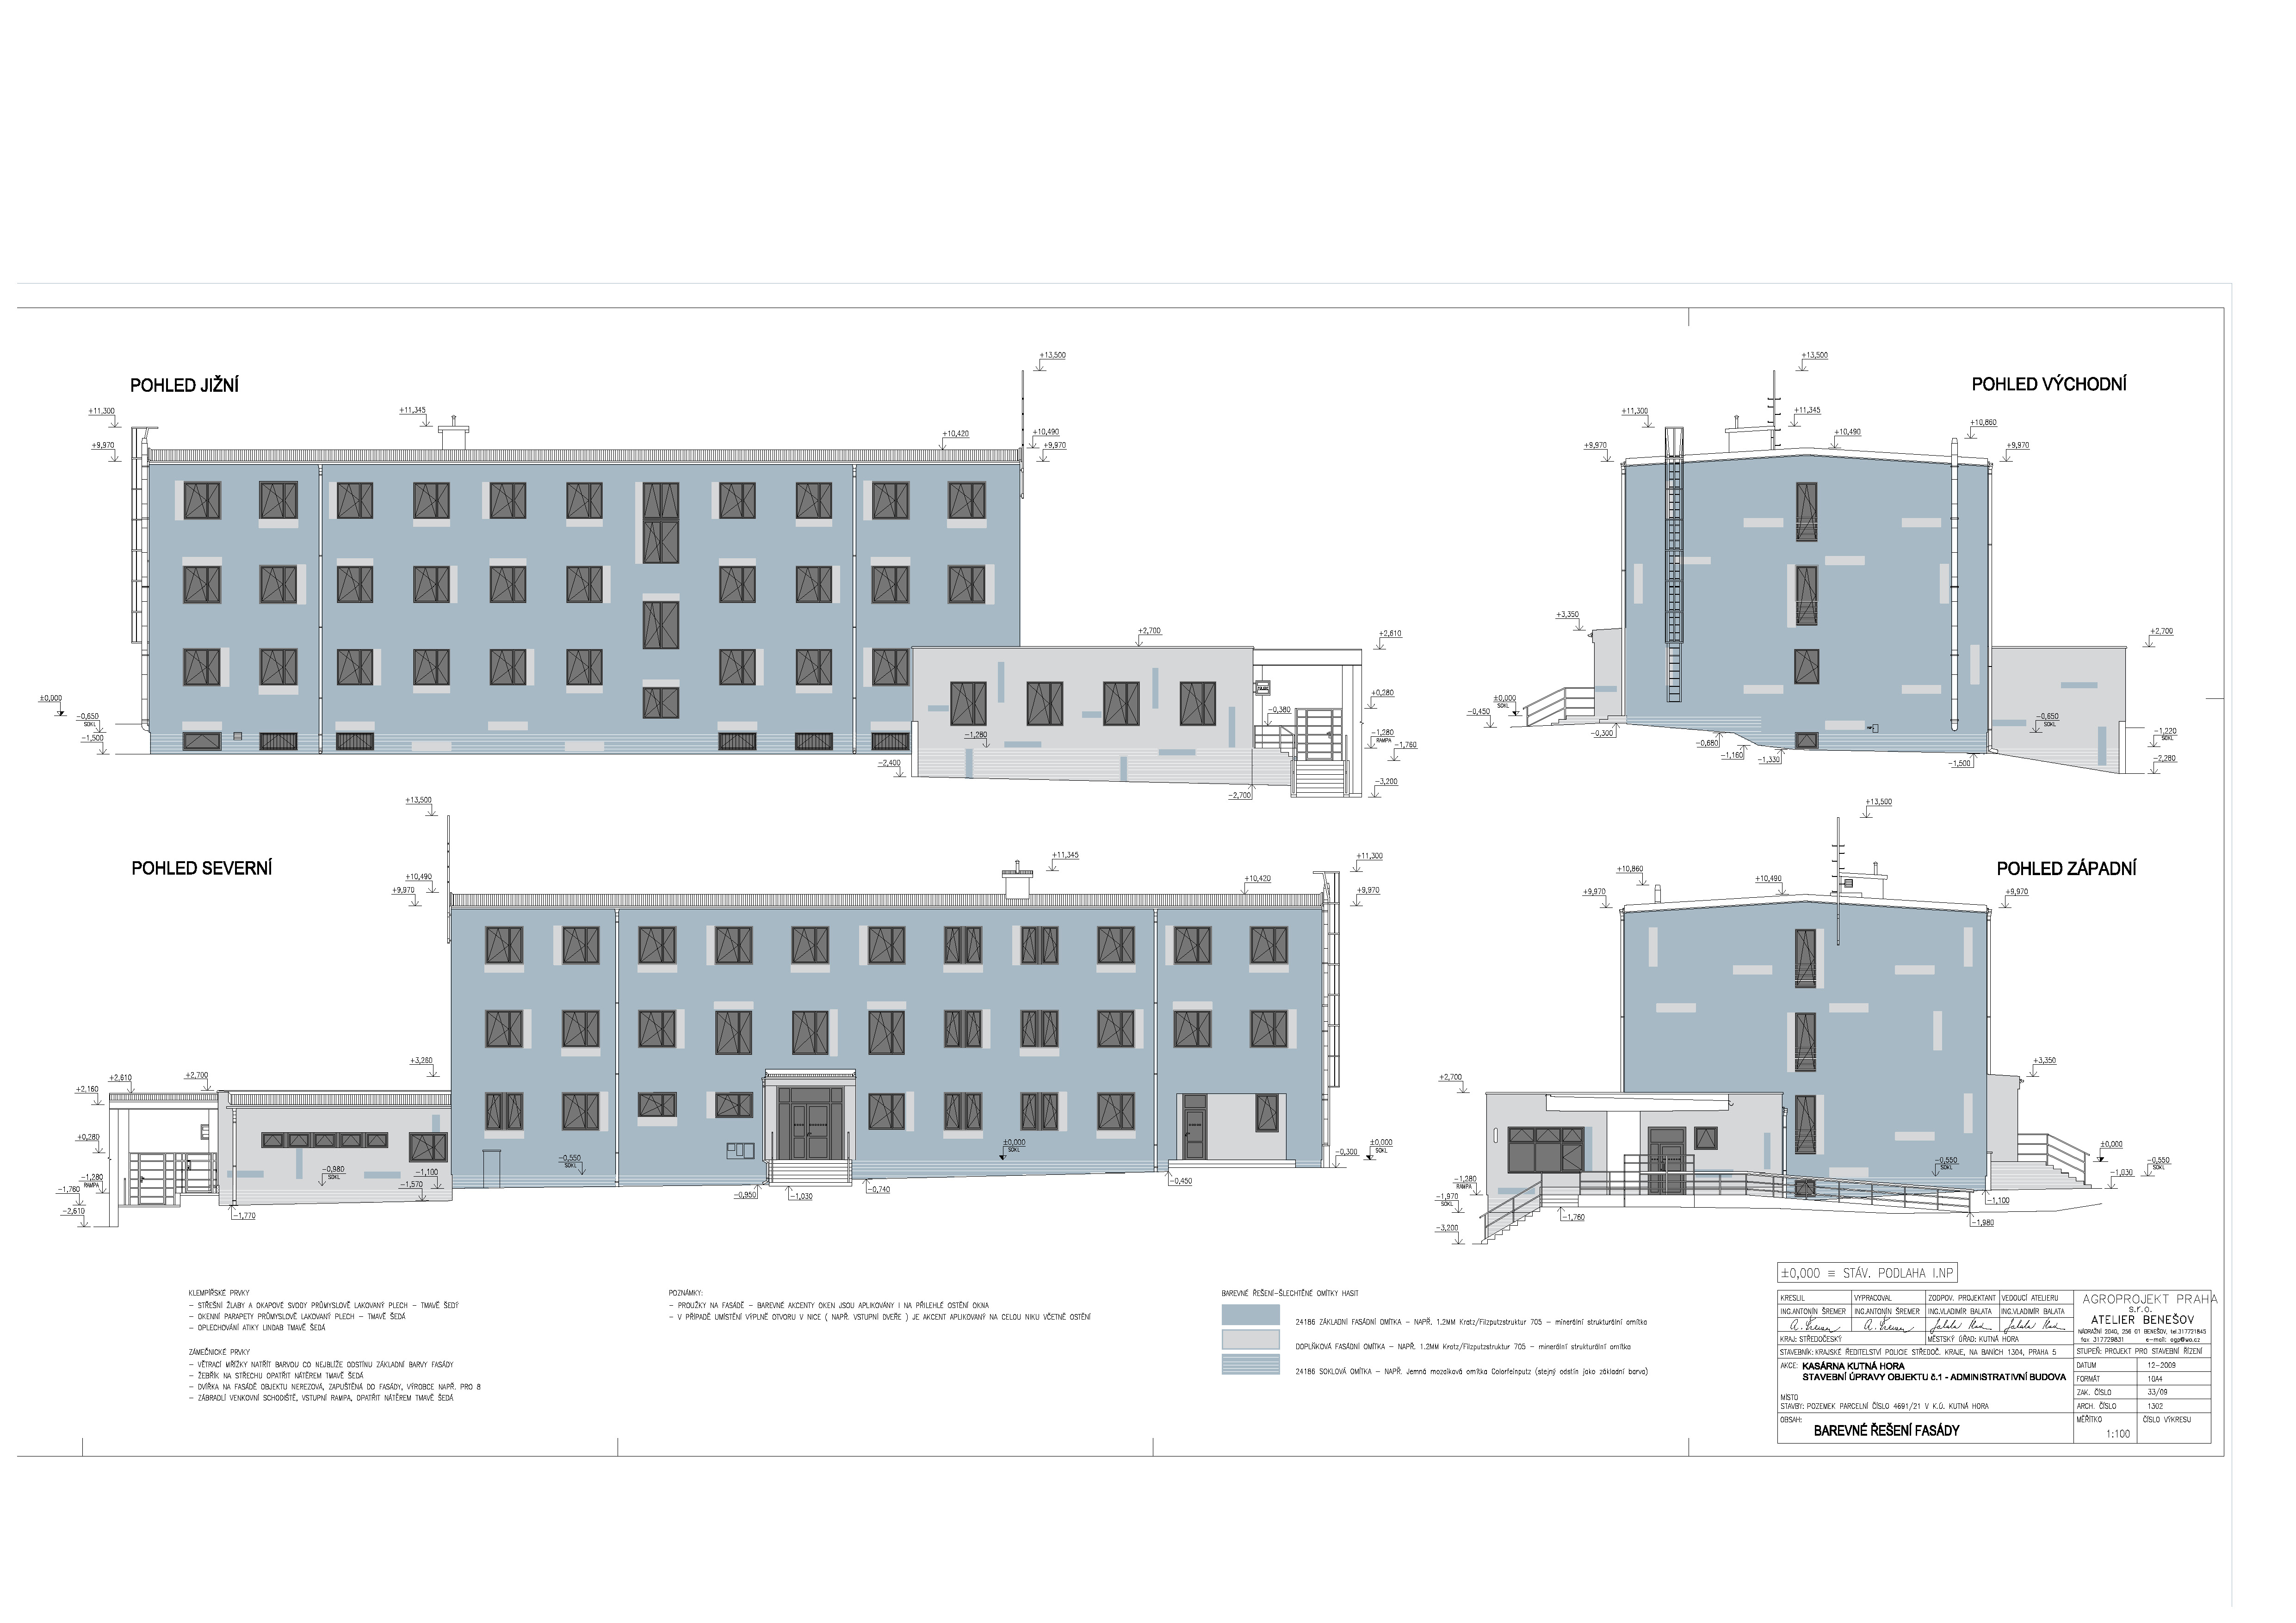 POHLED JIŽNÍ
+11,300
+9,970
+11,345
+13,500
+10,420
+10,490
+9,970
±0,000
-0,650
SOKL
-1,500
+2,700
+2,610
+0,280
-0,380
-1,280
-1,280
RAMPA
-1,760
-2,400
-2,700
-3,200
POHLED VÝCHODNÍ
+13,500
+11,300
+11,345
+10,490
+10,860
+9,970
+9,970
+3,350
+2,700
±0,000
SOKL
-0,450
-0,300
-0,680
-1,160
-1,330
-1,500
-0,650
SOKL
-1,220
SOKL
-2,280
POHLED SEVERNÍ
+13,500
+10,490
+9,970
+11,345
+10,420
+11,300
+9,970
+3,260
+2,700
+2,610
+2,160
+0,280
-1,280
RAMPA
-1,760
-2,610
-0,980
SOKL
-1,100
-1,570
-1,770
-0,550
SOKL
±0,000
SOKL
-0,950
-1,030
-0,740
-0,450
-0,300
±0,000
SOKL
POHLED ZÁPADNÍ
+13,500
+10,860
+10,490
+9,970
+9,970
+3,350
+2,700
-1,280
RAMPA
-1,970
SOKL
-3,200
-1,760
-0,550
SOKL
±0,000
-0,550
SOKL
-1,030
-1,100
-1,980
KLEMPÍŘSKÉ PRVKY
– STŘEŠNÍ ŽLABY A OKAPOVÉ SVODY PRŮMYSLOVĚ LAKOVANÝ PLECH – TMAVĚ ŠEDÝ
– OKENNÍ PARAPETY PRŮMYSLOVĚ LAKOVANÝ PLECH – TMAVĚ ŠEDÁ
– OPLECHOVÁNÍ ATIKY LINDAB TMAVĚ ŠEDÁ
ZÁMEČNICKÉ PRVKY
– VĚTRACÍ MŘÍŽKY NATŘÍT BARVOU CO NEJBLÍŽE ODSTÍNU ZÁKLADNÍ BARVY FASÁDY
– ŽEBŘÍK NA STŘECHU OPATŘIT NÁTĚREM TMAVĚ ŠEDÁ
– DVÍŘKA NA FASÁDĚ OBJEKTU NEREZOVÁ, ZAPUŠTĚNÁ DO FASÁDY, VÝROBCE NAPŘ. PRO 8
– ZÁBRADLÍ VENKOVNÍ SCHODIŠTĚ, VSTUPNÍ RAMPA, OPATŘIT NÁTĚREM TMAVĚ ŠEDÁ
POZNÁMKY:
– PROUŽKY NA FASÁDĚ – BAREVNÉ AKCENTY OKEN JSOU APLIKOVÁNY I NA PŘILEHLÉ OSTĚNÍ OKNA
– V PŘÍPADĚ UMÍSTĚNÍ VÝPLNĚ OTVORU V NICE ( NAPŘ. VSTUPNÍ DVEŘE ) JE AKCENT APLIKOVANÝ NA CELOU NIKU VČETNĚ OSTĚNÍ
BAREVNÉ ŘEŠENÍ–ŠLECHTĚNÉ OMÍTKY HASIT
24186 ZÁKLADNÍ FASÁDNÍ OMÍTKA – NAPŘ. 1.2MM Kratz/Filzputzstruktur 705 – minerální strukturální omítka
DOPLŇKOVÁ FASÁDNÍ OMÍTKA – NAPŘ. 1.2MM Kratz/Filzputzstruktur 705 – minerální strukturální omítka
24186 SOKLOVÁ OMÍTKA – NAPŘ. Jemná mozaiková omítka Colorfeinputz (stejný odstín jako základní barva)
±0,000 ≡ STÁV. PODLAHA I.NP
KRESLIL VYPRACOVAL ZODPOV. PROJEKTANT VEDOUCÍ ATELIERU
ING.ANTONÍN ŠREMER ING.ANTONÍN ŠREMER ING.VLADIMÍR BALATA ING.VLADIMÍR BALATA
KRAJ: STŘEDOČESKÝ MĚSTSKÝ ÚŘAD: KUTNÁ HORA
AGROPROJEKT PRAHA
s.r.o.
ATELIER BENEŠOV
NÁDRAŽNÍ 2040, 256 01 BENEŠOV, tel.317721845
fax 317729831 e-mail: agp@wo.cz
STAVEBNÍK: KRAJSKÉ ŘEDITELSTVÍ POLICIE STŘEDOČ. KRAJE, NA BANÍCH 1304, PRAHA 5
STUPEŇ: PROJEKT PRO STAVEBNÍ ŘÍZENÍ
AKCE: KASÁRNA KUTNÁ HORA
STAVEBNÍ ÚPRAVY OBJEKTU č.1 - ADMINISTRATIVNÍ BUDOVA
MÍSTO
STAVBY: POZEMEK PARCELNÍ ČÍSLO 4691/21 V K.Ú. KUTNÁ HORA
DATUM 12-2009
FORMÁT 10A4
ZAK. ČÍSLO 33/09
ARCH. ČÍSLO 1302
OBSAH:
BAREVNÉ ŘEŠENÍ FASÁDY
MĚŘÍTKO
1:100
ČÍSLO VÝKRESU